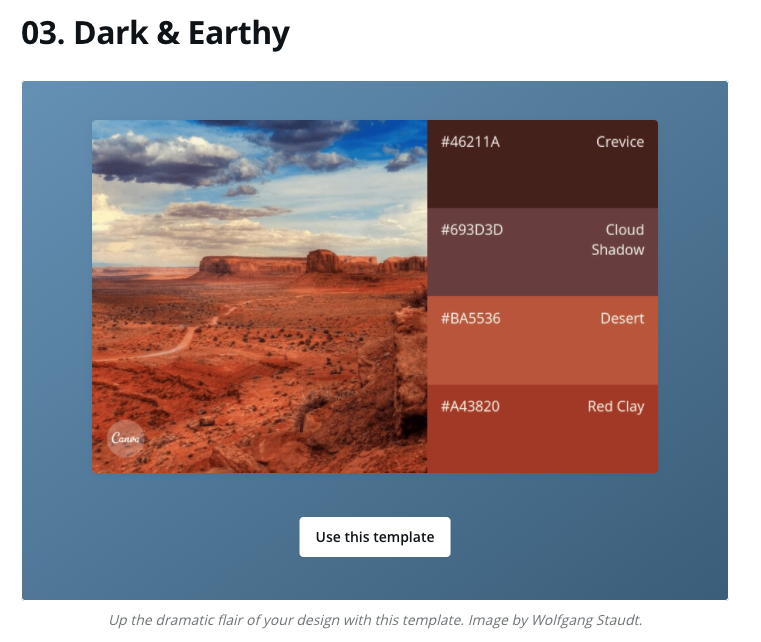 03. Dark & Earthy
#46211A Crevice
#693D3D Cloud
Shadow
#BA5536 Desert
#A43820 Red Clay
Canva
Use this template
Up the dramatic flair of your design with this template. Image by Wolfgang Staudt.